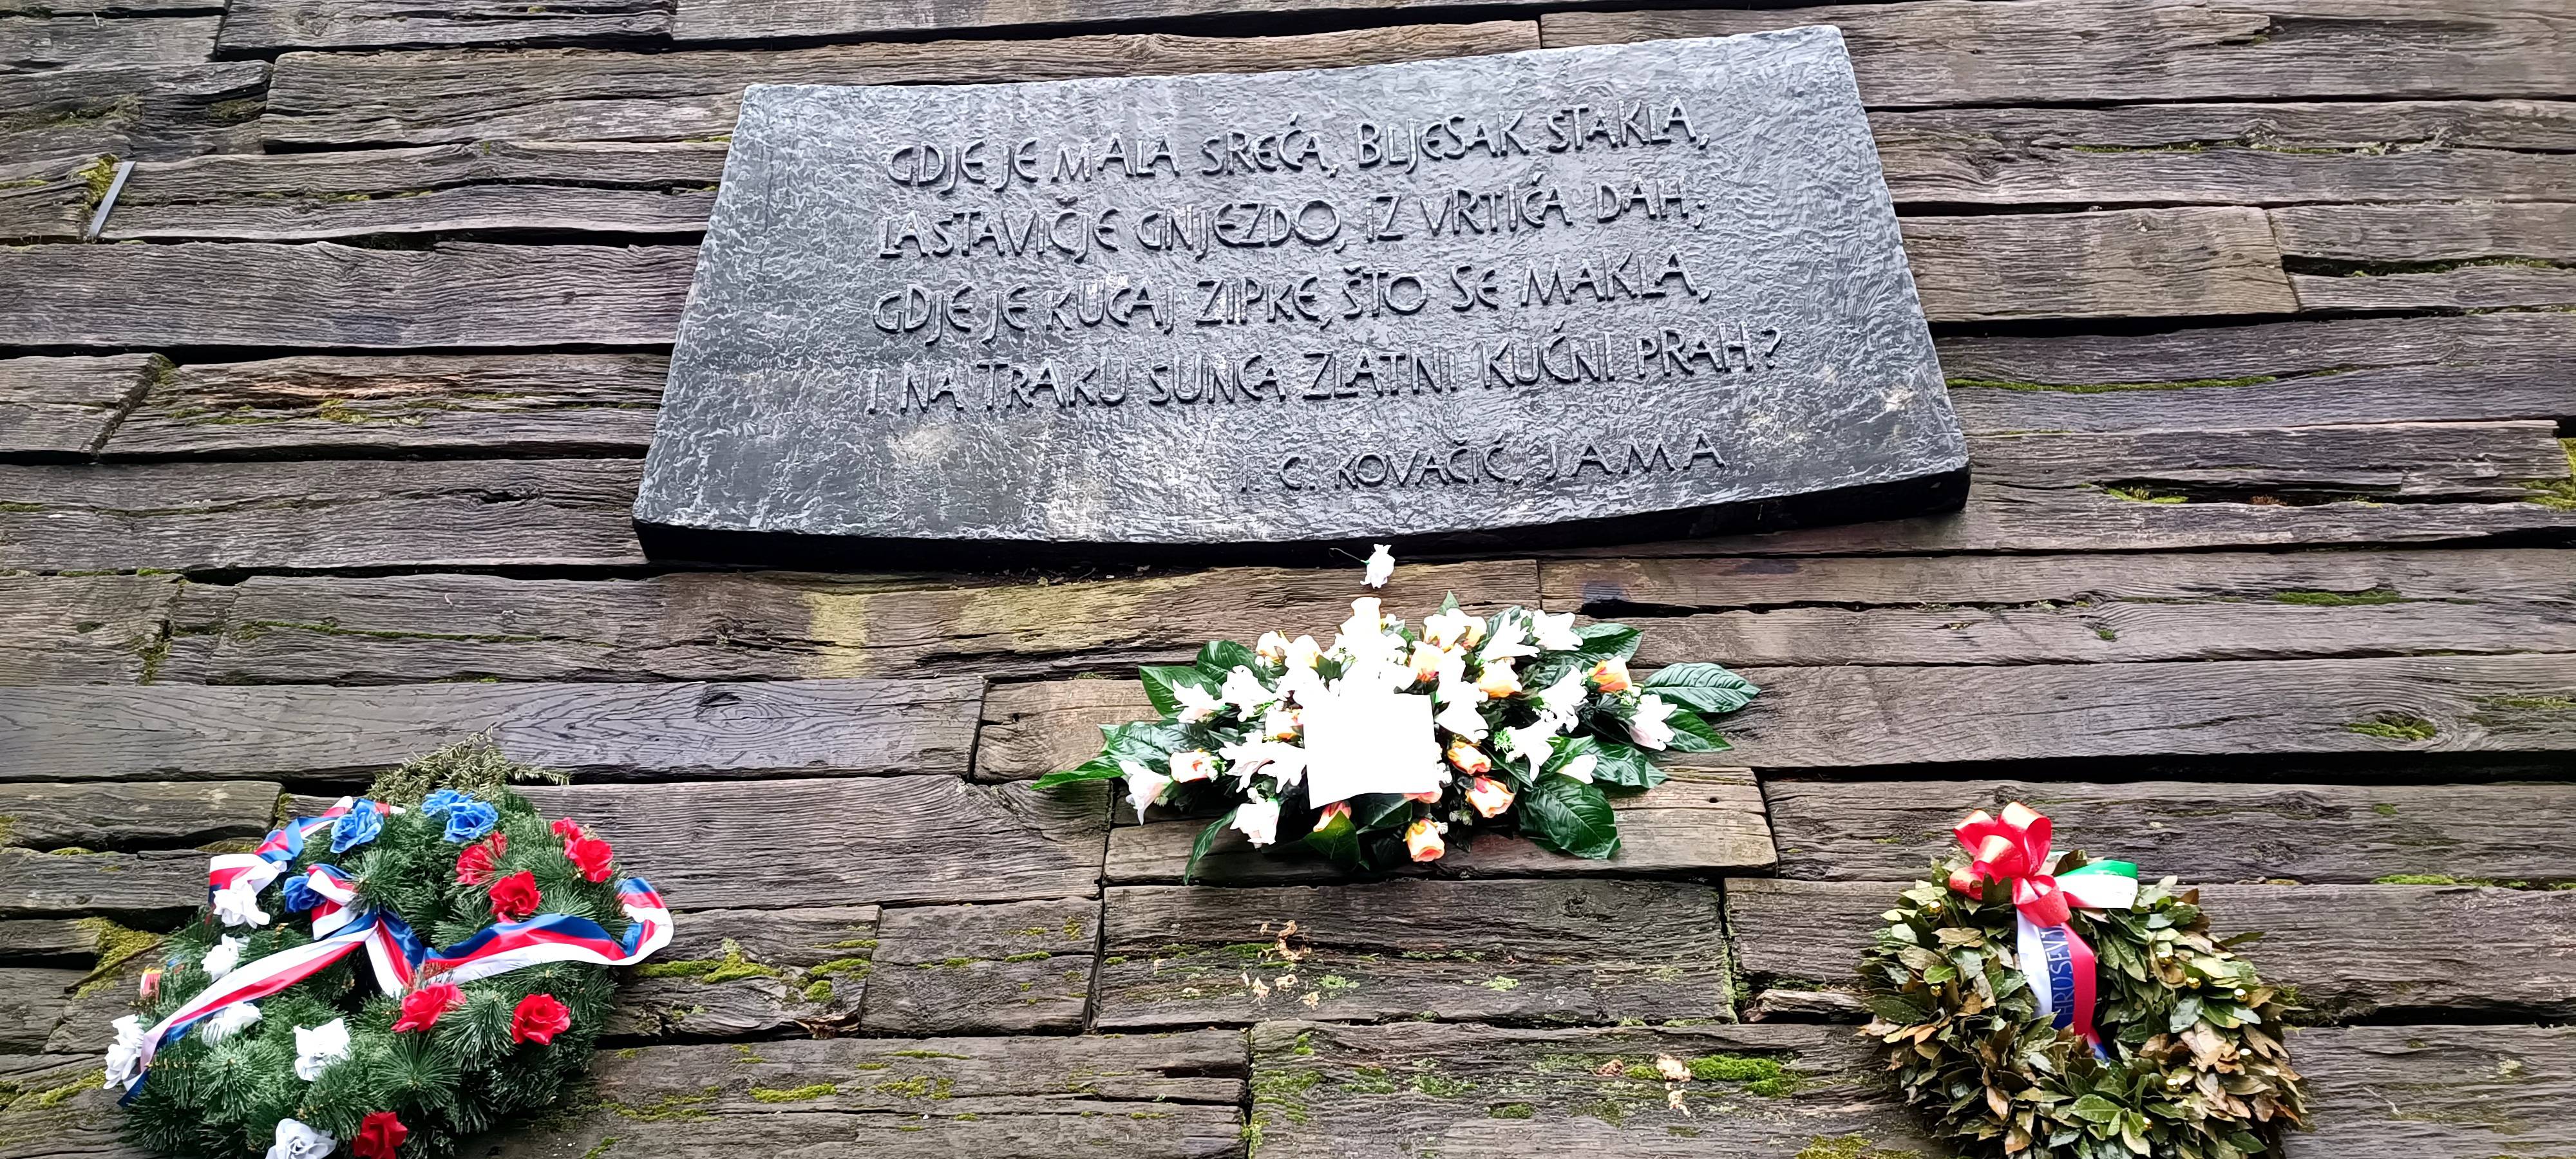 GDJE JE MALA SREĆA, BLJESAK STAKLA,
LASTAVIČJE GNIJEZDO, IZ VRTIĆA DAH;
GDJE JE KUCAJ ZIPKE, ŠTO SE MAKLA,
I NA TRAKU SUNCA ZLATNI KUĆNI PRAH?
I. G. KOVAČIĆ, JAMA